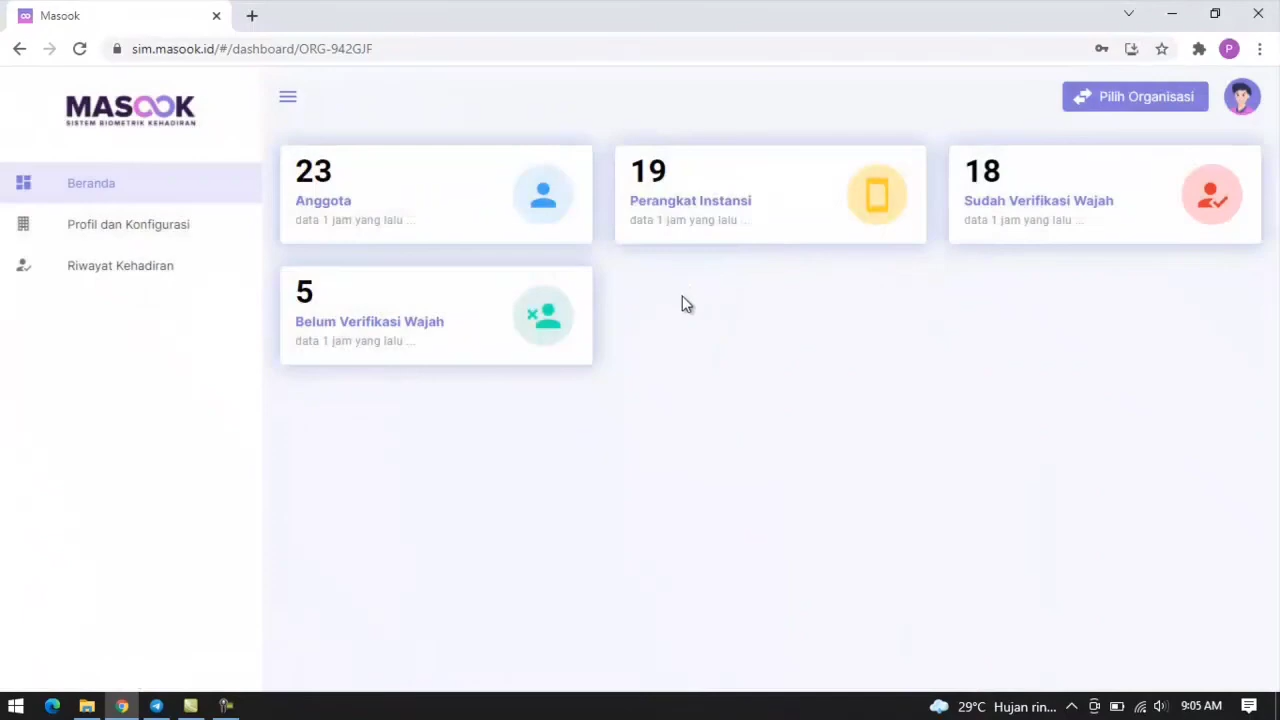 Masook
sim.masook.id/#/dashboard/ORG-942GJF
P
MASOOK
SISTEM BIOMETRIK KEHADIRAN
Pilih Organisasi
Beranda
Profil dan Konfigurasi
Riwayat Kehadiran
23
Anggota
data 1 jam yang lalu ...
19
Perangkat Instansi
data 1 jam yang lalu ...
18
Sudah Verifikasi Wajah
data 1 jam yang lalu ...
5
Belum Verifikasi Wajah
data 1 jam yang lalu ...
29°C Hujan rin...
9:05 AM